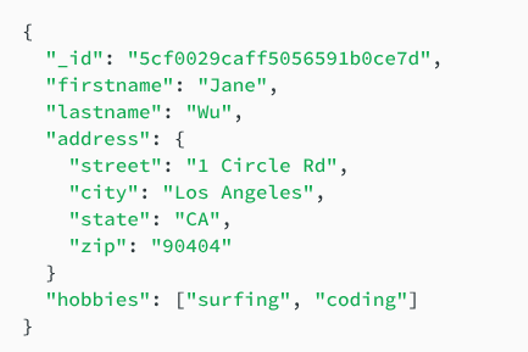 {
  "_id": "5cf0029caff5056591b0ce7d",
  "firstname": "Jane",
  "lastname": "Wu",
  "address": {
    "street": "1 Circle Rd",
    "city": "Los Angeles",
    "state": "CA",
    "zip": "90404"
  }
  "hobbies": ["surfing", "coding"]
}